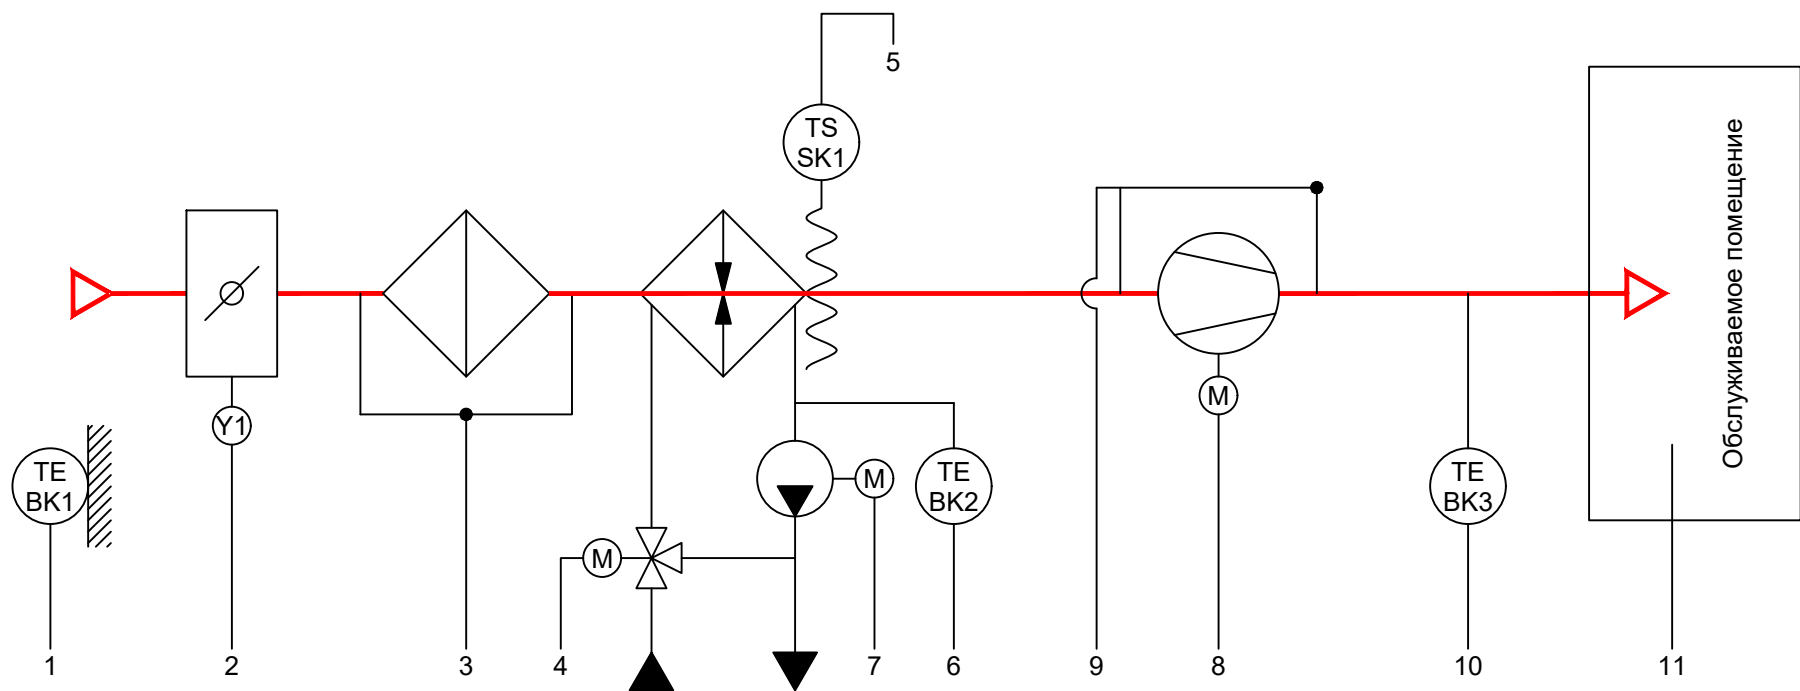 5
TS
SK1
Обслуживаемое помещение
Y1
M
TE
BK1
M
TE
BK2
TE
BK3
M
1
2
3
4
7
6
9
8
10
11